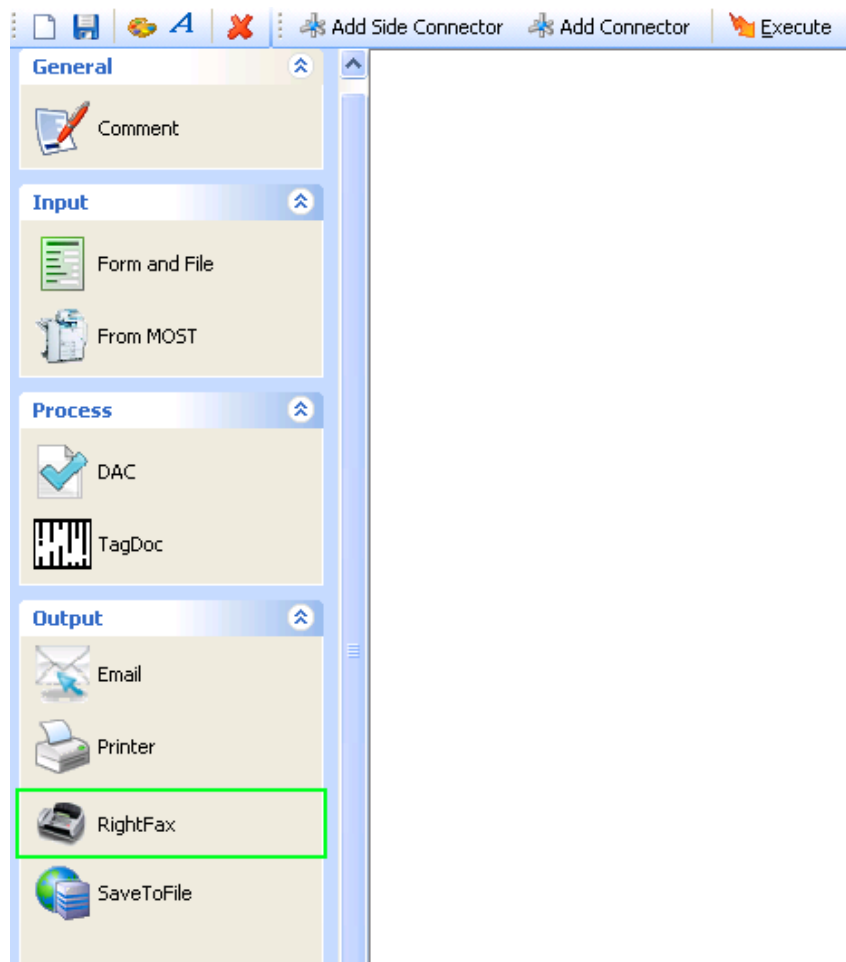 Add Side Connector Add Connector Execute
General
Comment
Input
Form and File
From MOST
Process
DAC
TagDoc
Output
Email
Printer
RightFax
SaveToFile